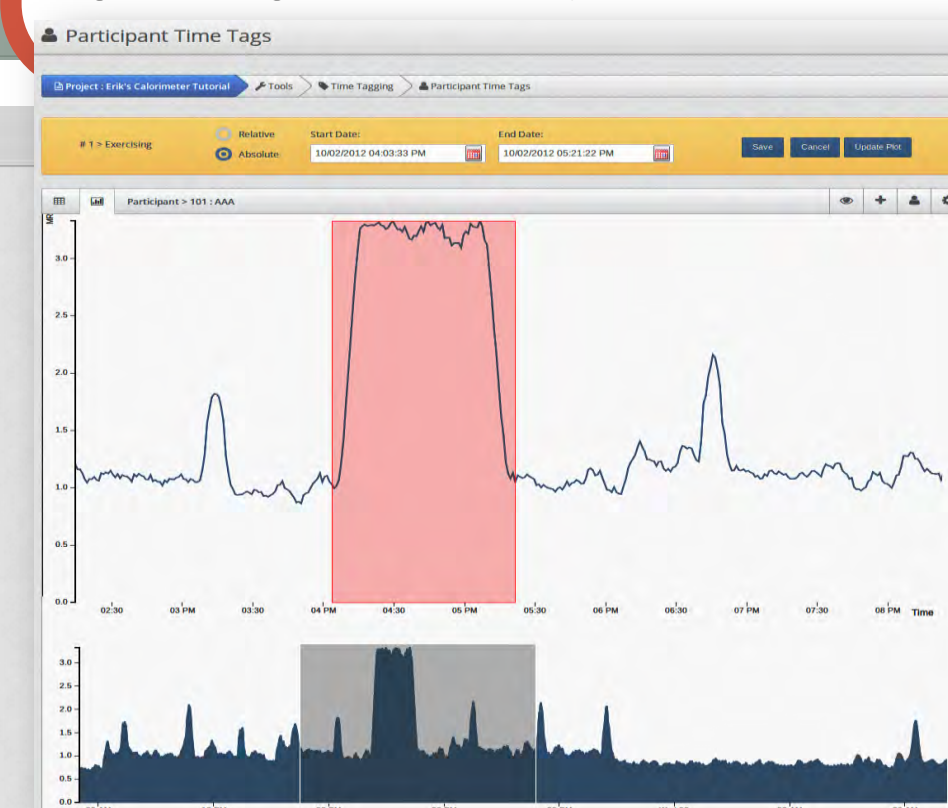 Participant Time Tags
Project : Erik's Calorimeter Tutorial Tools Time Tagging Participant Time Tags
# 1 > Exercising Relative Absolute Start Date: 10/02/2012 04:03:33 PM End Date: 10/02/2012 05:21:22 PM Save Cancel Update Plot
Participant > 101 : AAA
MR
3.0
2.5
2.0
1.5
1.0
0.5
0.0
02:30 03 PM 03:30 04 PM 04:30 05 PM 05:30 06 PM 06:30 07 PM 07:30 08 PM Time
3.0
2.5
2.0
1.5
1.0
0.5
0.0